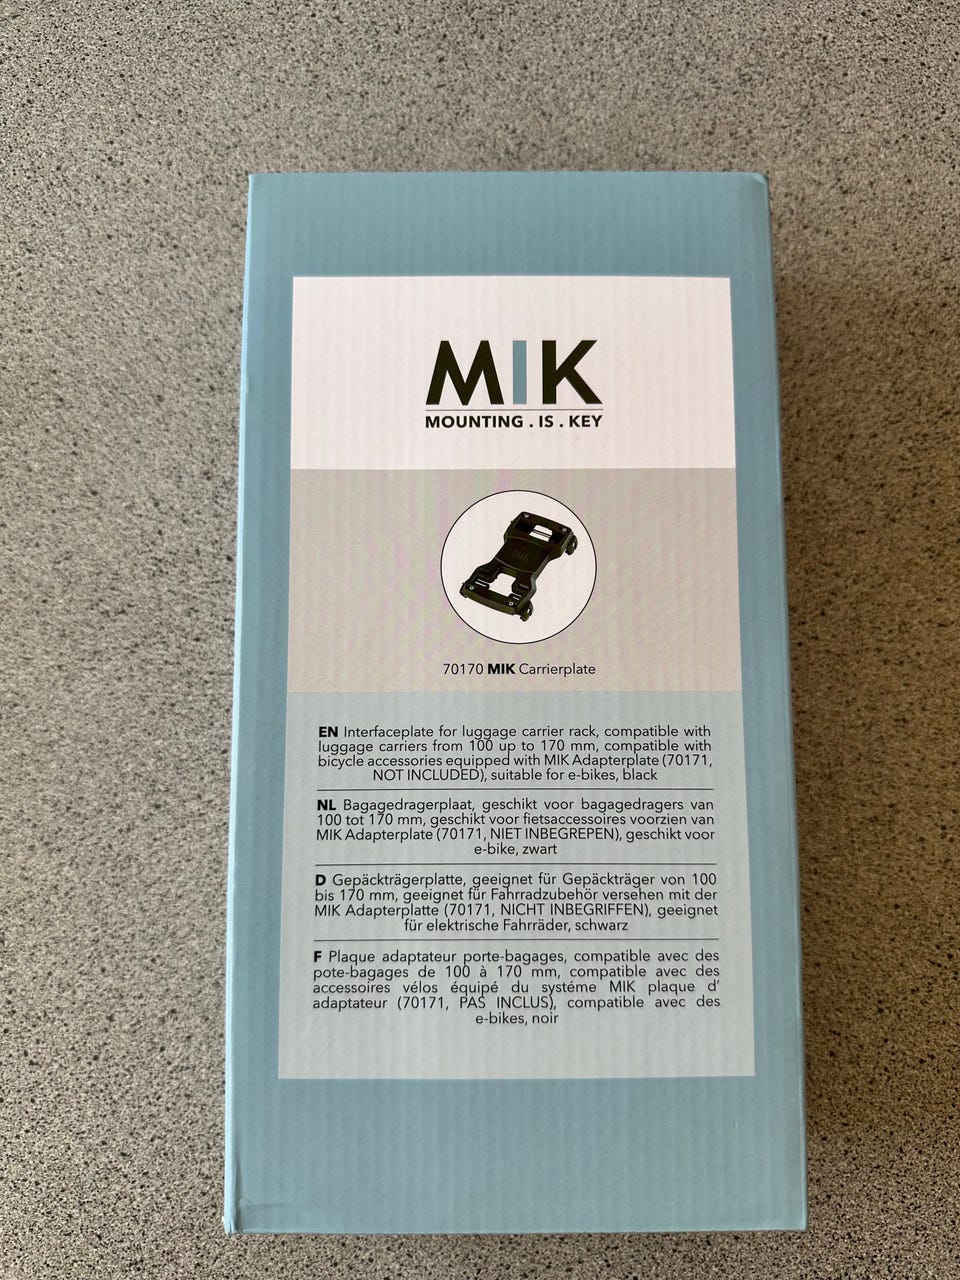 MIK
MOUNTING . IS . KEY
70170 MIK Carrierplate
EN Interfaceplate for luggage carrier rack, compatible with
luggage carriers from 100 up to 170 mm, compatible with
bicycle accessories equipped with MIK Adapterplate (70171,
NOT INCLUDED), suitable for e-bikes, black
NL Bagagedragerplaat, geschikt voor bagagedragers van
100 tot 170 mm, geschikt voor fietsaccessoires voorzien van
MIK Adapterplate (70171, NIET INBEGREPEN), geschikt voor
e-bike, zwart
D Gepäckträgerplatte, geeignet für Gepäckträger von 100
bis 170 mm, geeignet für Fahrradzubehör versehen mit der
MIK Adapterplatte (70171, NICHT INBEGRIFFEN), geeignet
für elektrische Fahrräder, schwarz
F Plaque adaptateur porte-bagages, compatible avec des
pote-bagages de 100 à 170 mm, compatible avec des
accessoires vélos équipé du systéme MIK plaque d'
adaptateur (70171, PAS INCLUS), compatible avec des
e-bikes, noir